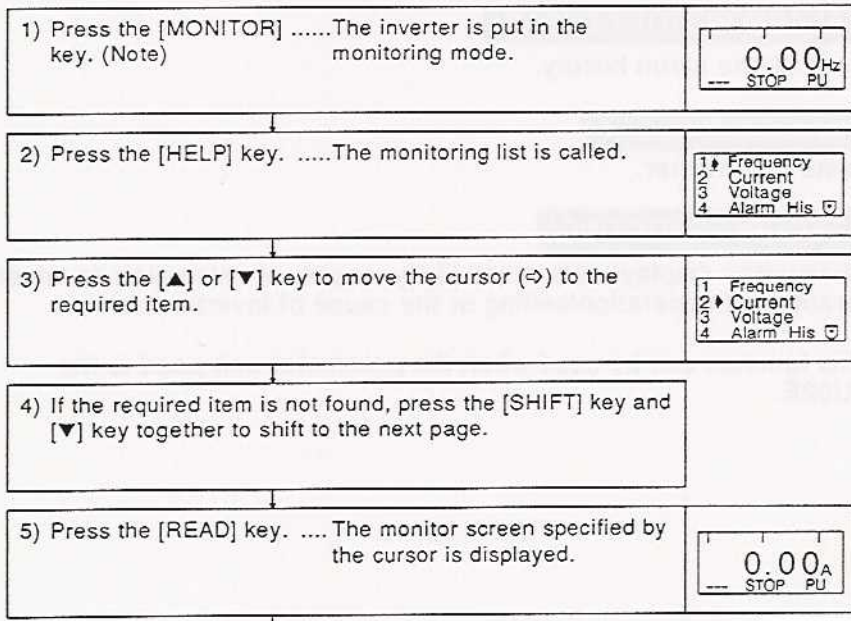 1) Press the [MONITOR] ......The inverter is put in the
key. (Note) monitoring mode.
0.00Hz
--- STOP PU
2) Press the [HELP] key. .....The monitoring list is called.
1 Frequency
2 Current
3 Voltage
4 Alarm His
3) Press the [▲] or [▼] key to move the cursor (⇨) to the
required item.
1 Frequency
2 Current
3 Voltage
4 Alarm His
4) If the required item is not found, press the [SHIFT] key and
[▼] key together to shift to the next page.
5) Press the [READ] key. ....The monitor screen specified by
the cursor is displayed.
0.00A
--- STOP PU